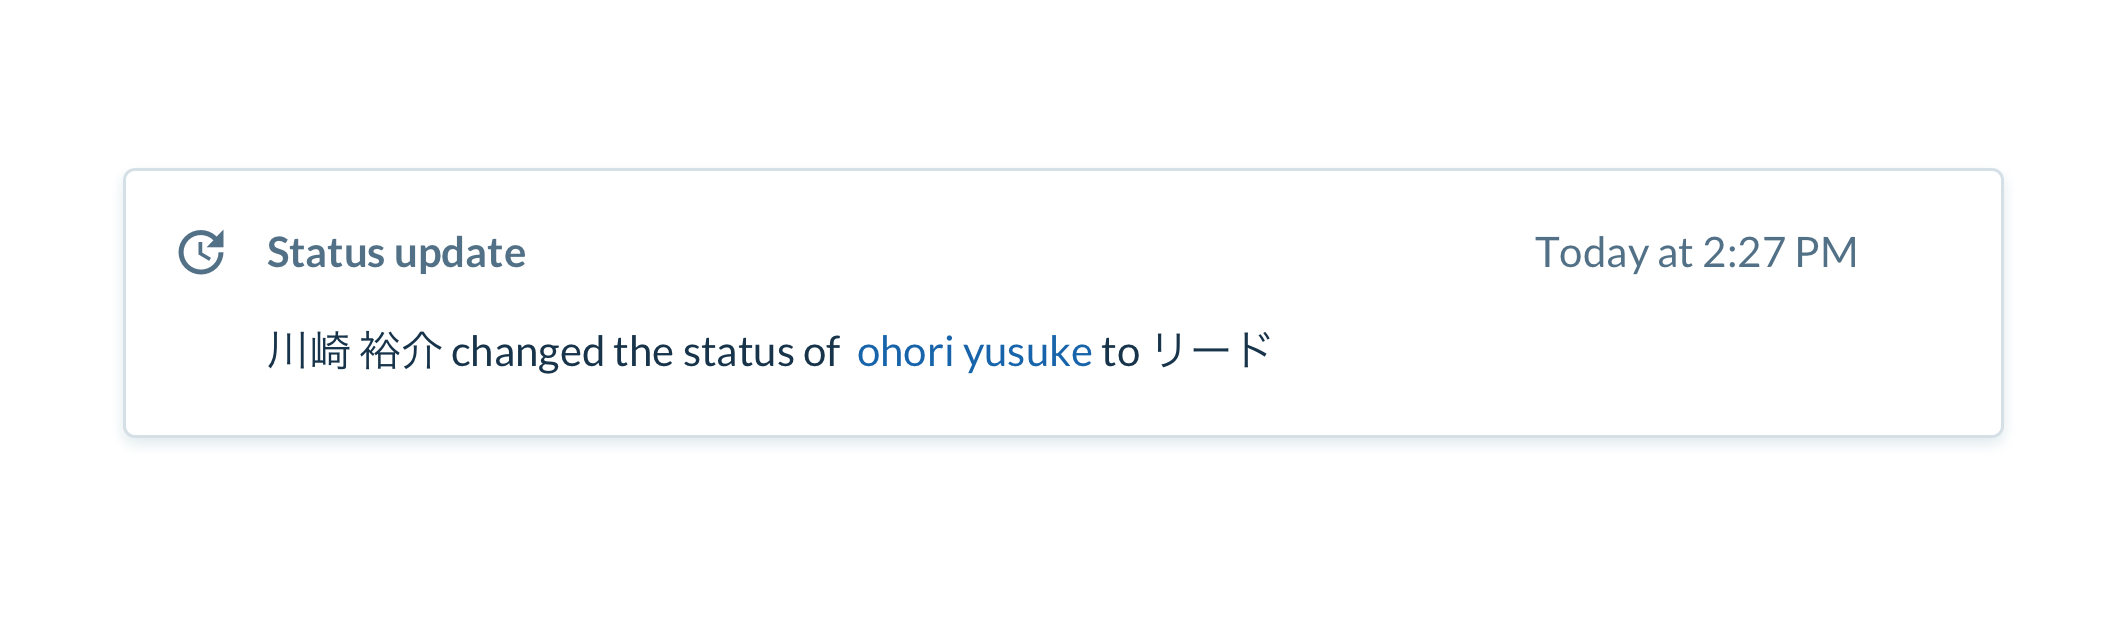 Status update
Today at 2:27 PM
川崎 裕介 changed the status of ohori yusuke to リード